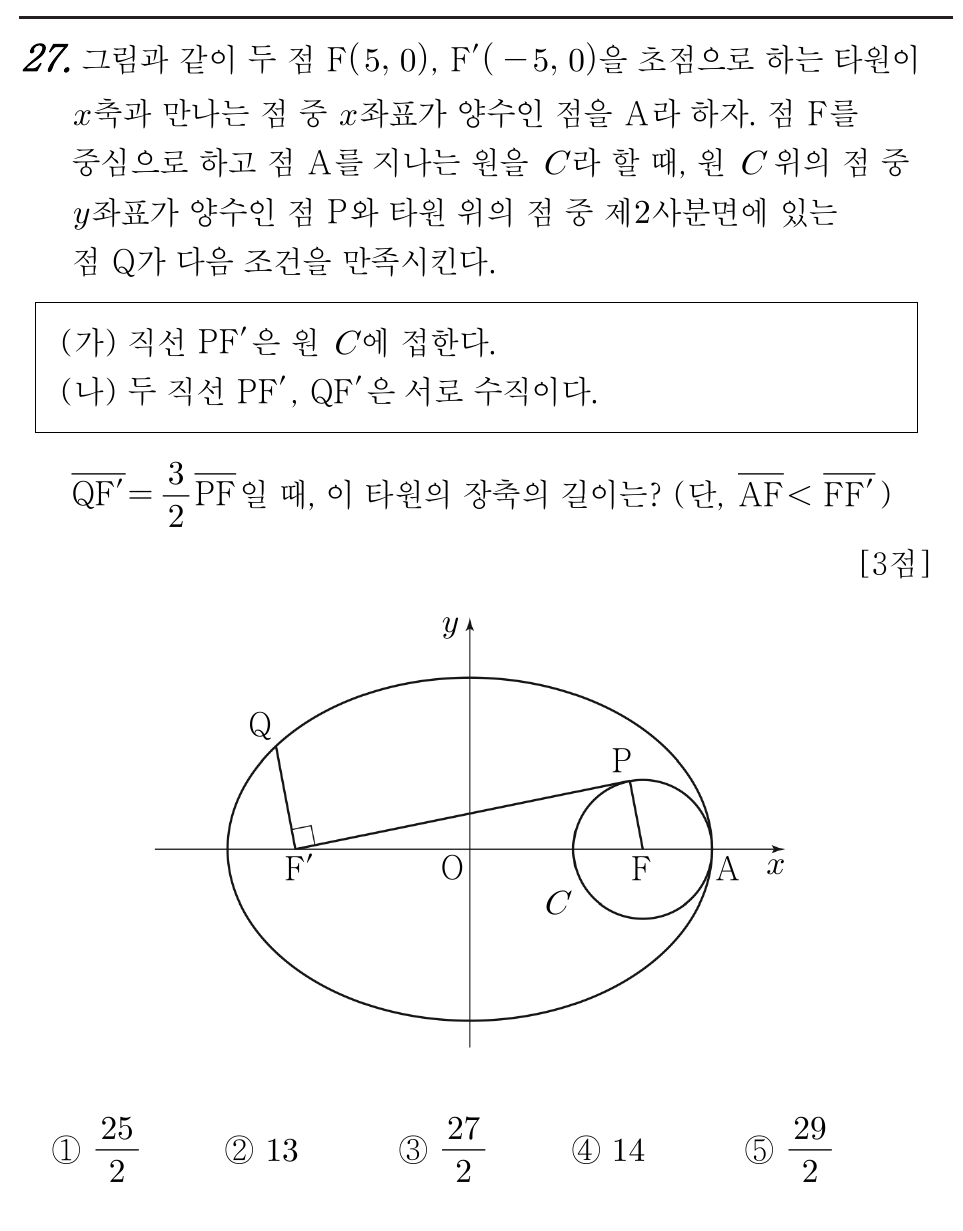 27. 그림과 같이 두 점 F(5, 0), F′(−5, 0)을 초점으로 하는 타원이
x축과 만나는 점 중 x좌표가 양수인 점을 A라 하자. 점 F를
중심으로 하고 점 A를 지나는 원을 C라 할 때, 원 C 위의 점 중
y좌표가 양수인 점 P와 타원 위의 점 중 제2사분면에 있는
점 Q가 다음 조건을 만족시킨다.
(가) 직선 PF′은 원 C에 접한다.
(나) 두 직선 PF′, QF′은 서로 수직이다.
$\overline{QF'}=\frac{3}{2}\overline{PF}$일 때, 이 타원의 장축의 길이는? (단, $\overline{AF}<\overline{FF'}$)
[3점]
y
Q
P
F′
O
F
A
x
C
① 25/2 ② 13 ③ 27/2 ④ 14 ⑤ 29/2